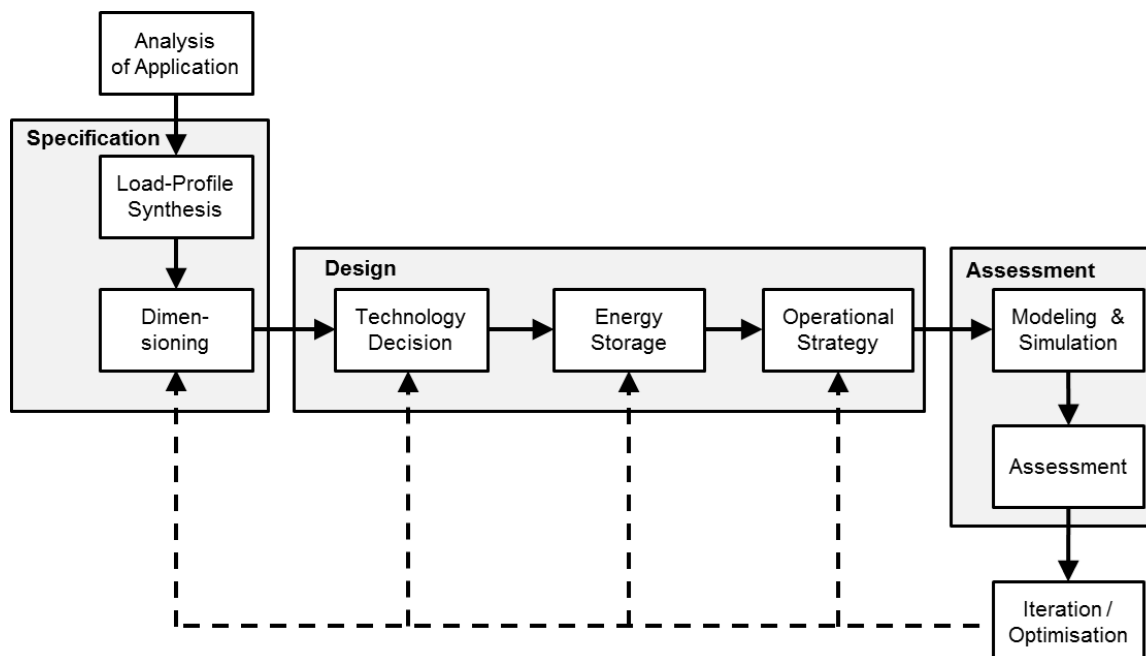 Analysis
of Application
Specification
Load-Profile
Synthesis
Dimen-
sioning
Design
Technology
Decision
Energy
Storage
Operational
Strategy
Assessment
Modeling &
Simulation
Assessment
Iteration /
Optimisation